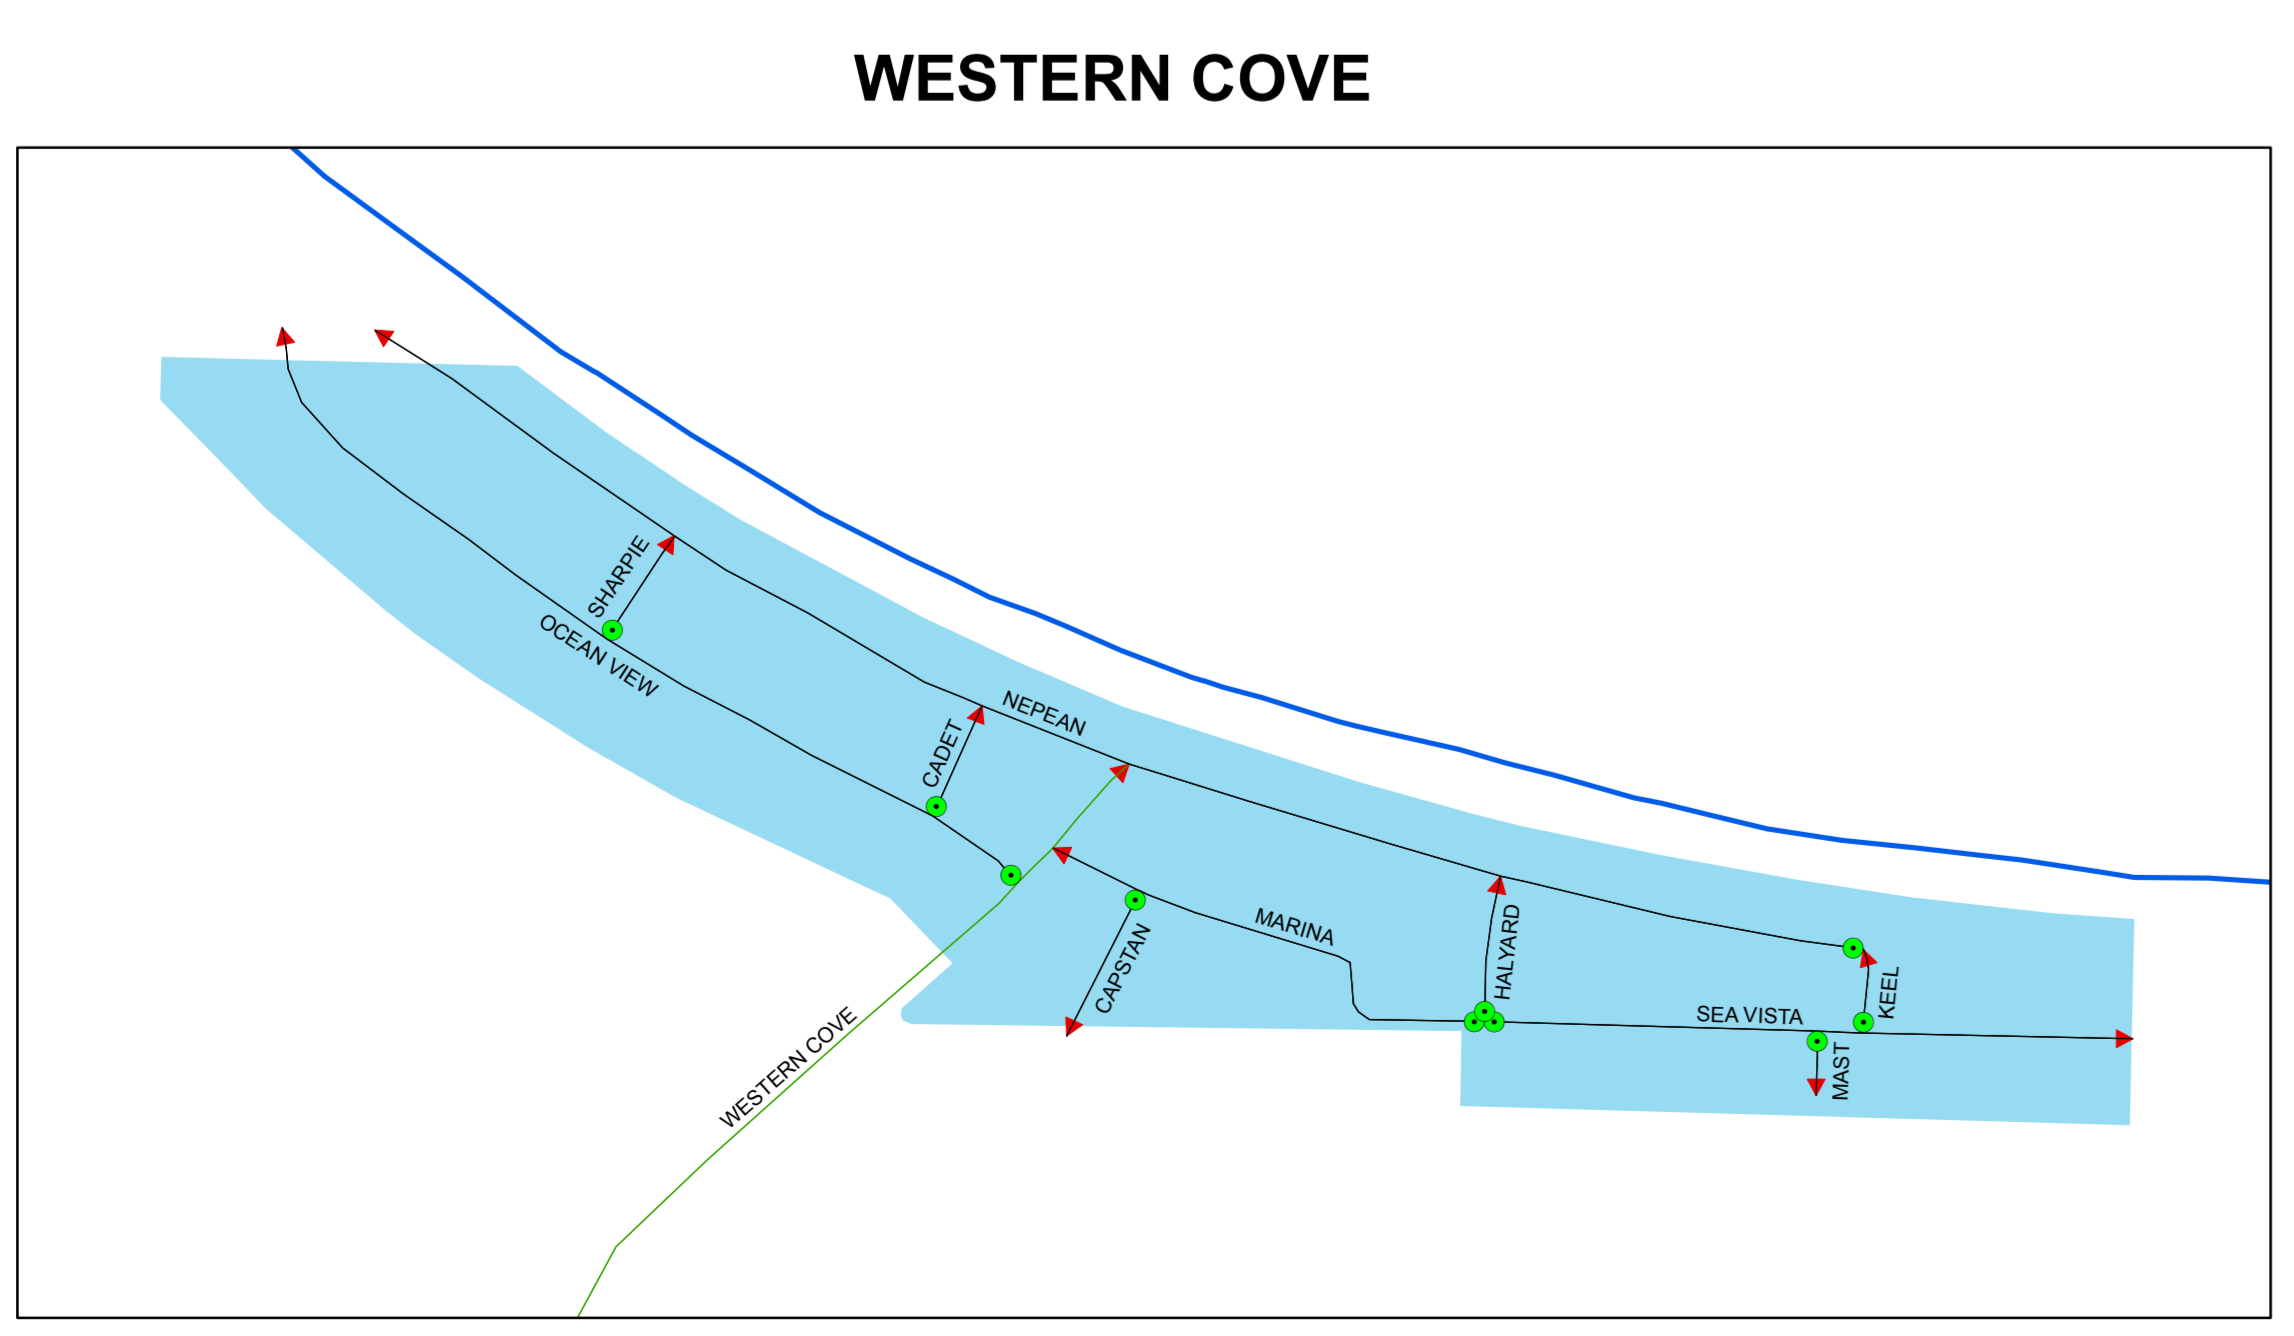 WESTERN COVE
SHARPIE
OCEAN VIEW
NEPEAN
CADET
MARINA
HALYARD
CAPSTAN
KEEL
SEA VISTA
WESTERN COVE
MAST